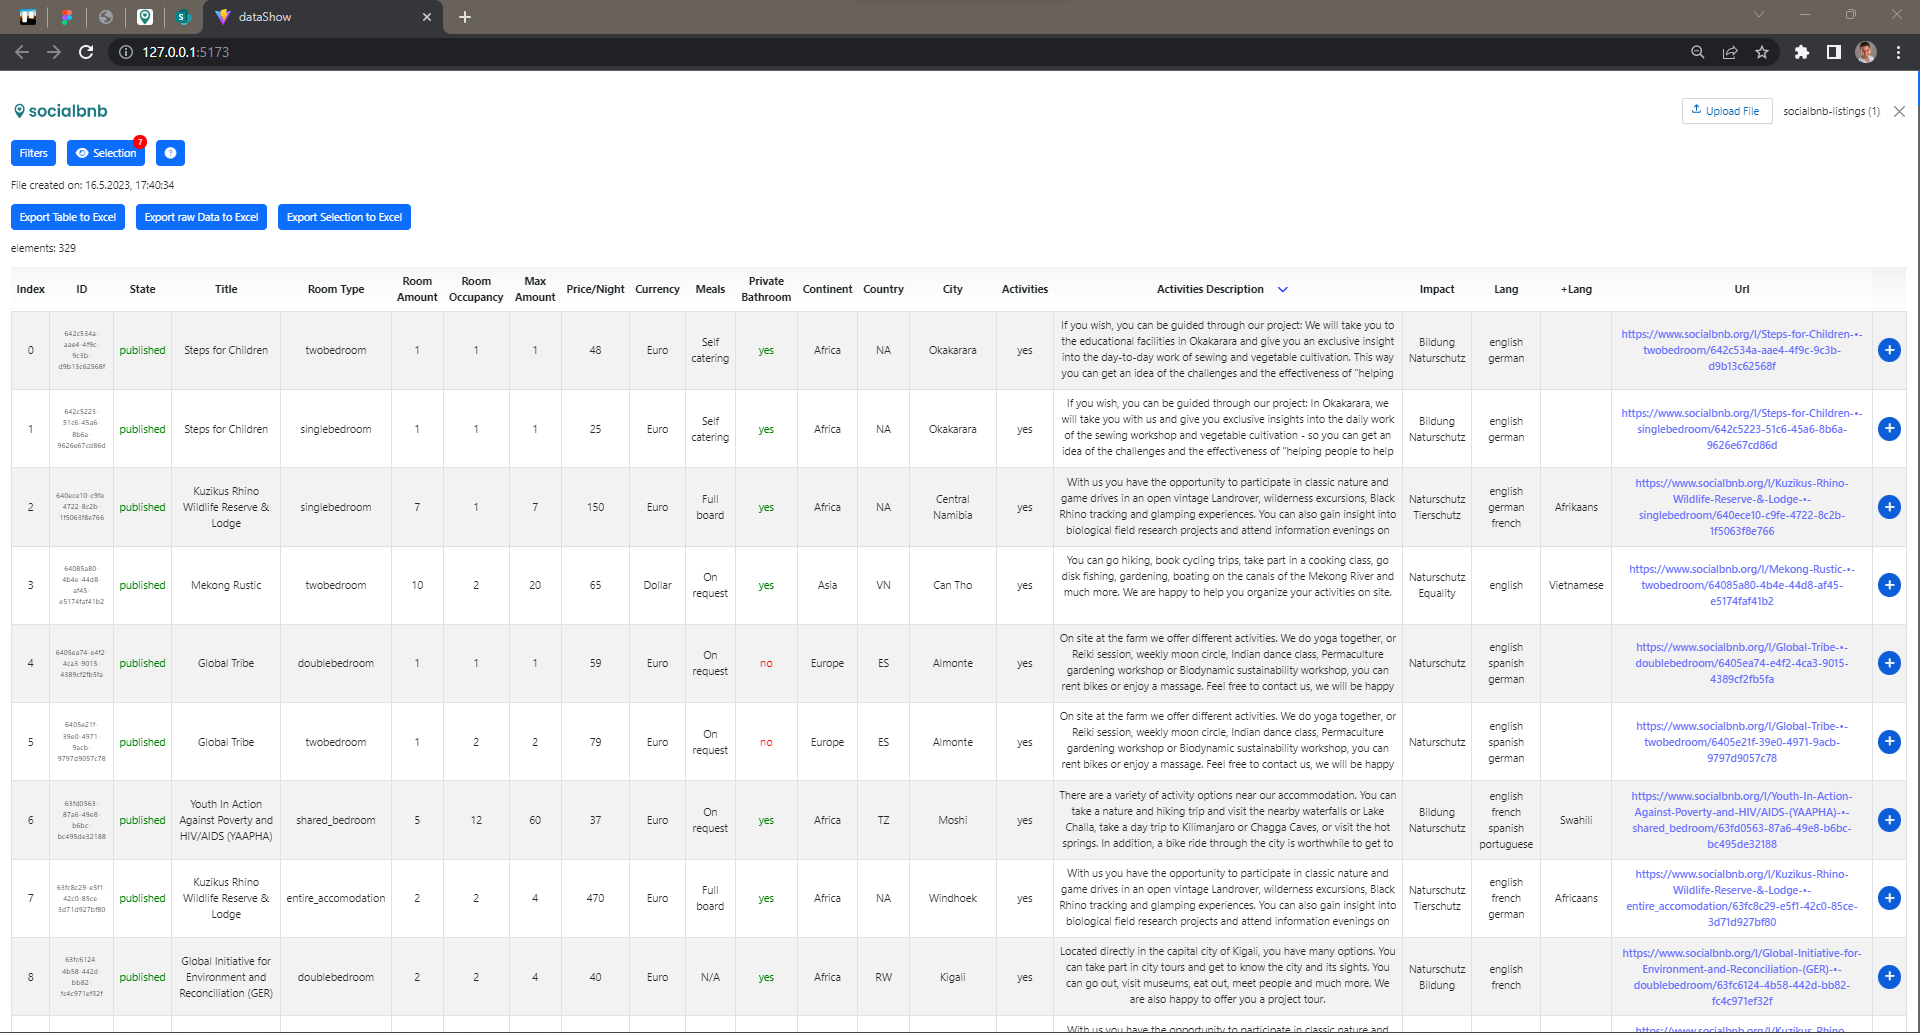 dataShow
127.0.0.1:5173
socialbnb
Upload File
socialbnb-listings (1)
Filters
Selection
7
File created on: 16.5.2023, 17:40:34
Export Table to Excel
Export raw Data to Excel
Export Selection to Excel
elements: 329
Index ID State Title Room Type Room Amount Room Occupancy Max Amount Price/Night Currency Meals Private Bathroom Continent Country City Activities Activities Description Impact Lang +Lang Url
0
642c534a-
aae4-4f9c-
9c3b-
d9b13c62568f
published
Steps for Children
twobedroom
1
1
1
48
Euro
Self
catering
yes
Africa
NA
Okakarara
yes
If you wish, you can be guided through our project: We will take you to
the educational facilities in Okakarara and give you an exclusive insight
into the day-to-day work of sewing and vegetable cultivation. This way
you can get an idea of the challenges and the effectiveness of "helping
Bildung
Naturschutz
english
german
https://www.socialbnb.org/l/Steps-for-Children-•-
twobedroom/642c534a-aae4-4f9c-9c3b-
d9b13c62568f
1
642c5223-
51c6-45a6-
8b6a-
9626e67cd86d
published
Steps for Children
singlebedroom
1
1
1
25
Euro
Self
catering
yes
Africa
NA
Okakarara
yes
If you wish, you can be guided through our project: In Okakarara, we
will take you with us and give you exclusive insights into the daily work
of the sewing workshop and vegetable cultivation - so you can get an
idea of the challenges and the effectiveness of "helping people to help
Bildung
Naturschutz
english
german
https://www.socialbnb.org/l/Steps-for-Children-•-
singlebedroom/642c5223-51c6-45a6-8b6a-
9626e67cd86d
2
640ece10-c9fe-
4722-8c2b-
1f5063f8e766
published
Kuzikus Rhino
Wildlife Reserve &
Lodge
singlebedroom
7
1
7
150
Euro
Full
board
yes
Africa
NA
Central
Namibia
yes
With us you have the opportunity to participate in classic nature and
game drives in an open vintage Landrover, wilderness excursions, Black
Rhino tracking and glamping experiences. You can also gain insight into
biological field research projects and attend information evenings on
Naturschutz
Tierschutz
english
german
french
Afrikaans
https://www.socialbnb.org/l/Kuzikus-Rhino-
Wildlife-Reserve-&-Lodge-•-
singlebedroom/640ece10-c9fe-4722-8c2b-
1f5063f8e766
3
64085a80-
4b4e-44d8-
af45-
e5174faf41b2
published
Mekong Rustic
twobedroom
10
2
20
65
Dollar
On
request
yes
Asia
VN
Can Tho
yes
You can go hiking, book cycling trips, take part in a cooking class, go
disk fishing, gardening, boating on the canals of the Mekong River and
much more. We are happy to help you organize your activities on site.
Naturschutz
Equality
english
Vietnamese
https://www.socialbnb.org/l/Mekong-Rustic-•-
twobedroom/64085a80-4b4e-44d8-af45-
e5174faf41b2
4
6405ea74-e4f2-
4ca3-9015-
4389cf2fb5fa
published
Global Tribe
doublebedroom
1
1
1
59
Euro
On
request
no
Europe
ES
Almonte
yes
On site at the farm we offer different activities. We do yoga together, or
Reiki session, weekly moon circle, Indian dance class, Permaculture
gardening workshop or Biodynamic sustainability workshop, you can
rent bikes or enjoy a massage. Feel free to contact us, we will be happy
Naturschutz
english
spanish
german
https://www.socialbnb.org/l/Global-Tribe-•-
doublebedroom/6405ea74-e4f2-4ca3-9015-
4389cf2fb5fa
5
6405e21f-
39e0-4971-
9acb-
9797d9057c78
published
Global Tribe
twobedroom
1
2
2
79
Euro
On
request
no
Europe
ES
Almonte
yes
On site at the farm we offer different activities. We do yoga together, or
Reiki session, weekly moon circle, Indian dance class, Permaculture
gardening workshop or Biodynamic sustainability workshop, you can
rent bikes or enjoy a massage. Feel free to contact us, we will be happy
Naturschutz
english
spanish
german
https://www.socialbnb.org/l/Global-Tribe-•-
twobedroom/6405e21f-39e0-4971-9acb-
9797d9057c78
6
63fd0563-
87a6-49e8-
b6bc-
bc495de32188
published
Youth In Action
Against Poverty and
HIV/AIDS (YAAPHA)
shared_bedroom
5
12
60
37
Euro
On
request
yes
Africa
TZ
Moshi
yes
There are a variety of activity options near our accommodation. You can
take a nature and hiking trip and visit the nearby waterfalls or Lake
Challa, take a day trip to Kilimanjaro or Chagga Caves, or visit the hot
springs. In addition, a bike ride through the city is worthwhile to get to
Bildung
Naturschutz
english
french
spanish
portuguese
Swahili
https://www.socialbnb.org/l/Youth-In-Action-
Against-Poverty-and-HIV/AIDS-(YAAPHA)-•-
shared_bedroom/63fd0563-87a6-49e8-b6bc-
bc495de32188
7
63fc8c29-e5f1-
42c0-85ce-
3d71d927bf80
published
Kuzikus Rhino
Wildlife Reserve &
Lodge
entire_accomodation
2
2
4
470
Euro
Full
board
yes
Africa
NA
Windhoek
yes
With us you have the opportunity to participate in classic nature and
game drives in an open vintage Landrover, wilderness excursions, Black
Rhino tracking and glamping experiences. You can also gain insight into
biological field research projects and attend information evenings on
Naturschutz
Tierschutz
english
french
german
Africaans
https://www.socialbnb.org/l/Kuzikus-Rhino-
Wildlife-Reserve-&-Lodge-•-
entire_accomodation/63fc8c29-e5f1-42c0-85ce-
3d71d927bf80
8
63fc6124-
4b58-442d-
bb82-
fc4c971ef32f
published
Global Initiative for
Environment and
Reconciliation (GER)
doublebedroom
2
2
4
40
Euro
N/A
yes
Africa
RW
Kigali
yes
Located directly in the capital city of Kigali, you have many options. You
can take part in city tours and get to know the city and its sights. You
can go out, visit museums, eat out, meet people and much more. We
are also happy to offer you a project tour.
Naturschutz
Bildung
english
french
https://www.socialbnb.org/l/Global-Initiative-for-
Environment-and-Reconciliation-(GER)-•-
doublebedroom/63fc6124-4b58-442d-bb82-
fc4c971ef32f
With us you have the opportunity to participate in classic nature and
https://www.socialbnb.org/l/Kuzikus-Rhino-